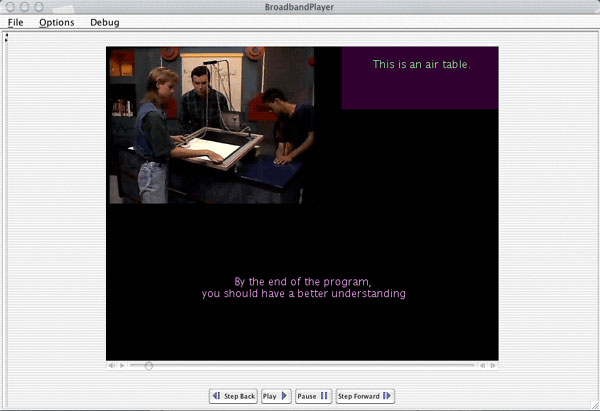 BroadbandPlayer
File Options Debug
This is an air table.
By the end of the program,
you should have a better understanding
Step Back Play Pause Step Forward